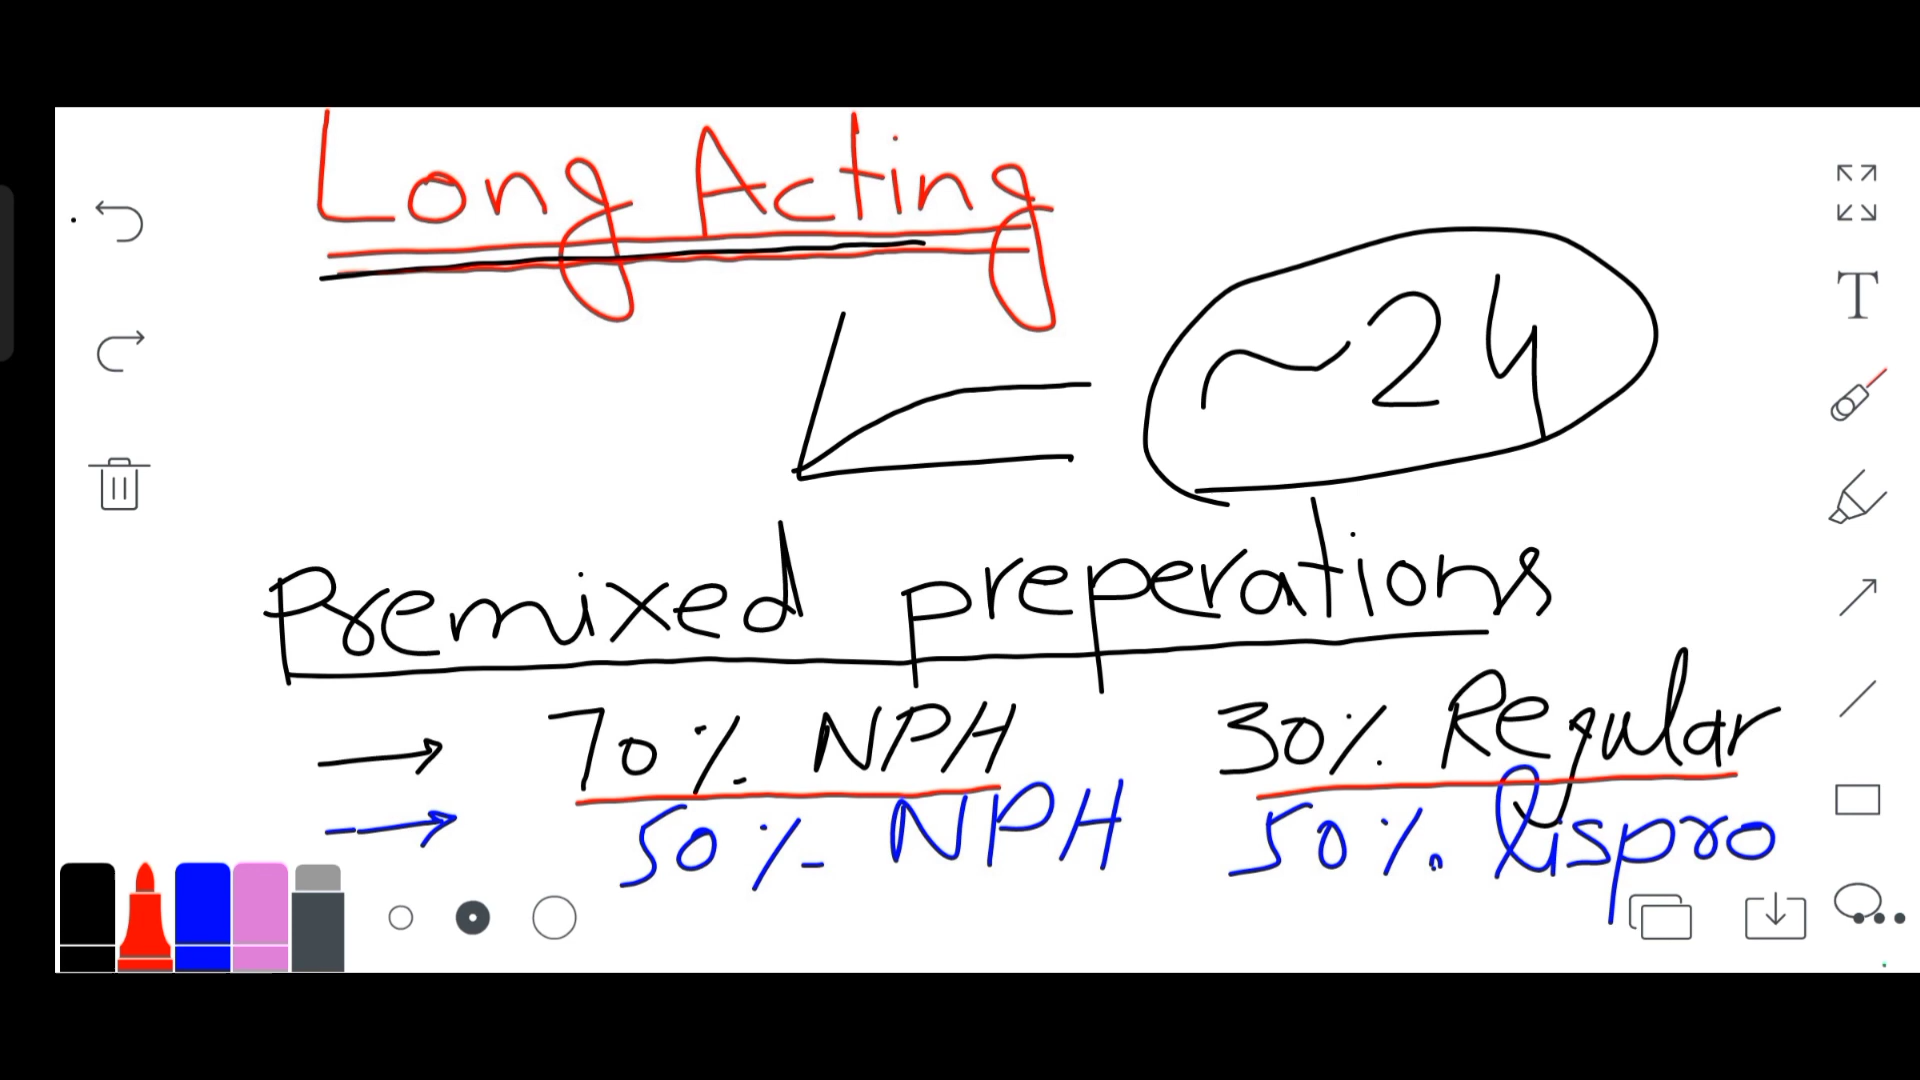 Long Acting
~24
Premixed preperations
→ 70% NPH 30% Regular
→ 50% NPH 50% lispro
T